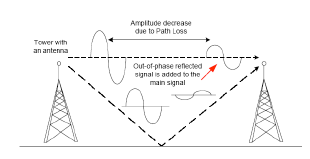 Amplitude decrease
due to Path Loss
Tower with
an antenna
Out-of-phase reflected
signal is added to the
main signal